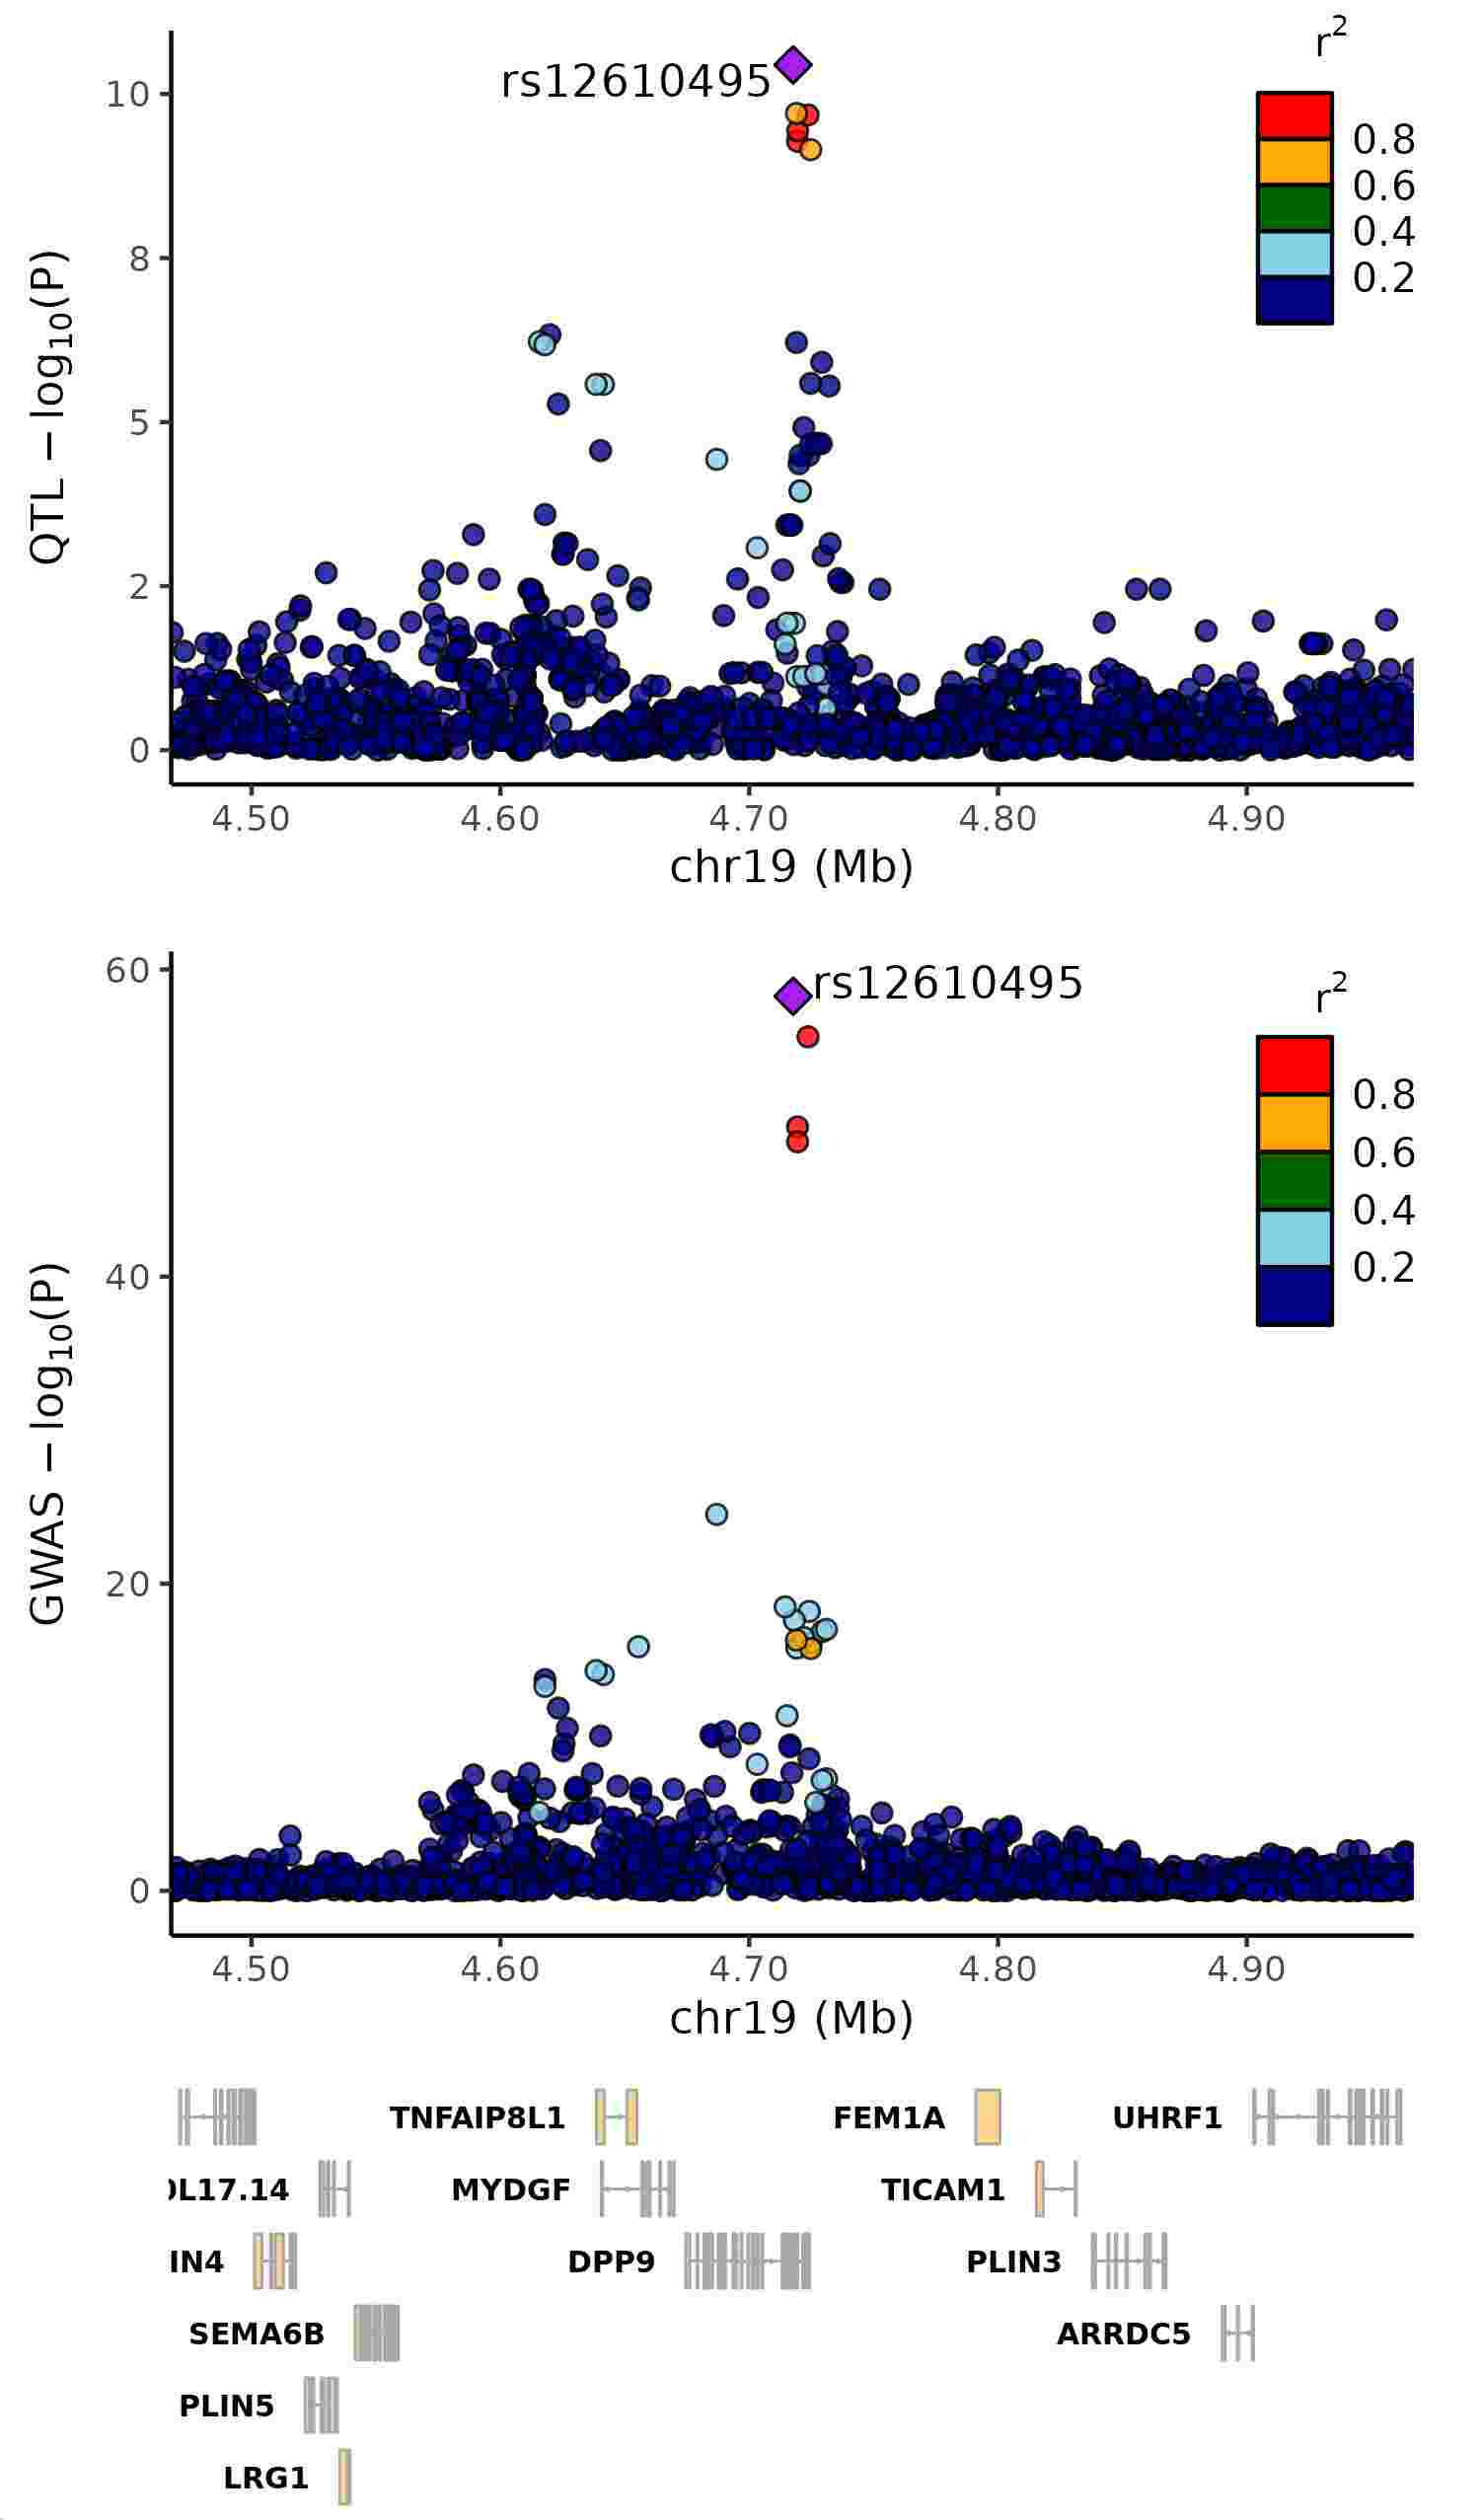 r2
rs12610495
10
8
5
2
0
0.8
0.6
0.4
0.2
QTL −log10(P)
4.50 4.60 4.70 4.80 4.90
chr19 (Mb)
60
40
20
0
rs12610495
r2
0.8
0.6
0.4
0.2
GWAS −log10(P)
4.50 4.60 4.70 4.80 4.90
chr19 (Mb)
TNFAIP8L1 FEM1A UHRF1
L17.14 MYDGF TICAM1
IN4 DPP9 PLIN3
SEMA6B ARRDC5
PLIN5
LRG1